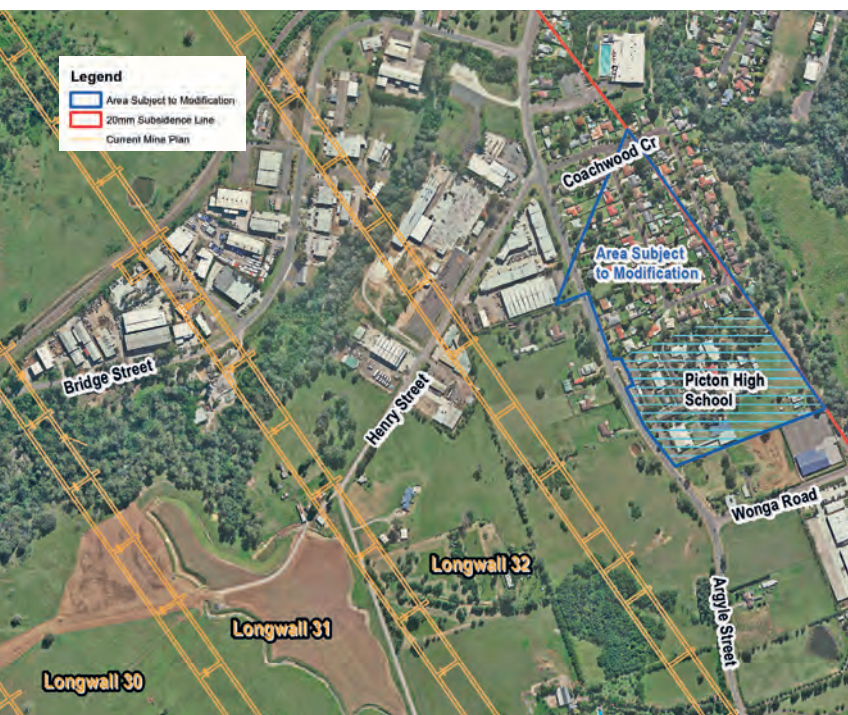 Legend
Area Subject to Modification
20mm Subsidence Line
Current Mine Plan
Coachwood Cr
Area Subject
to Modification
Bridge Street
Henry Street
Picton High
School
Wonga Road
Longwall 32
Argyle Street
Longwall 31
Longwall 30